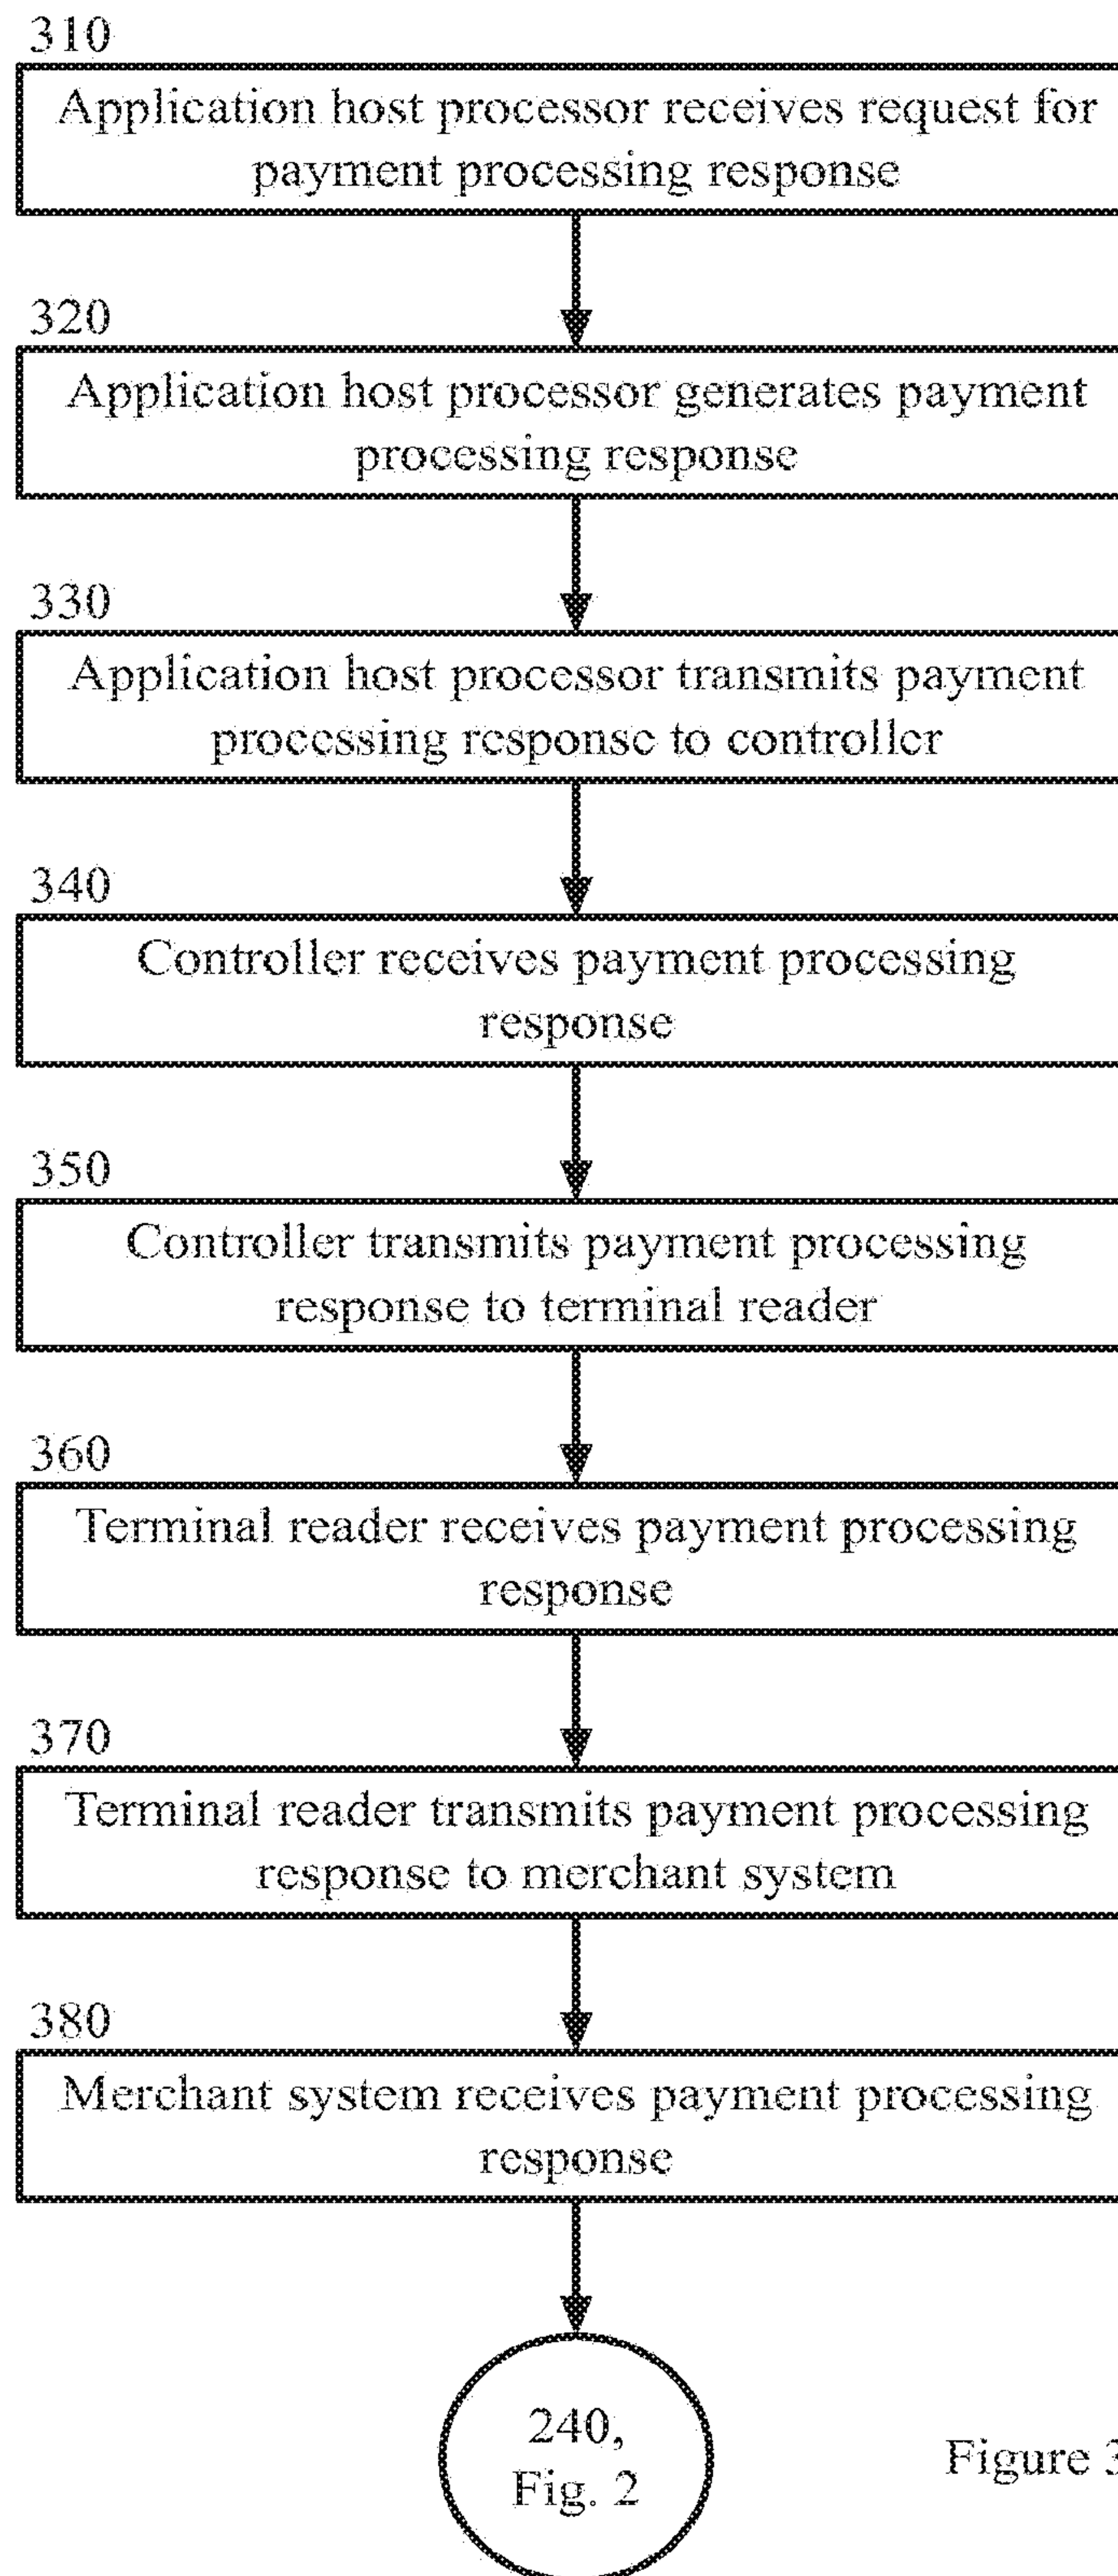 310
Application host processor receives request for
payment processing response
320
Application host processor generates payment
processing response
330
Application host processor transmits payment
processing response to controller
340
Controller receives payment processing
response
350
Controller transmits payment processing
response to terminal reader
360
Terminal reader receives payment processing
response
370
Terminal reader transmits payment processing
response to merchant system
380
Merchant system receives payment processing
response
240,
Fig. 2
Figure 3